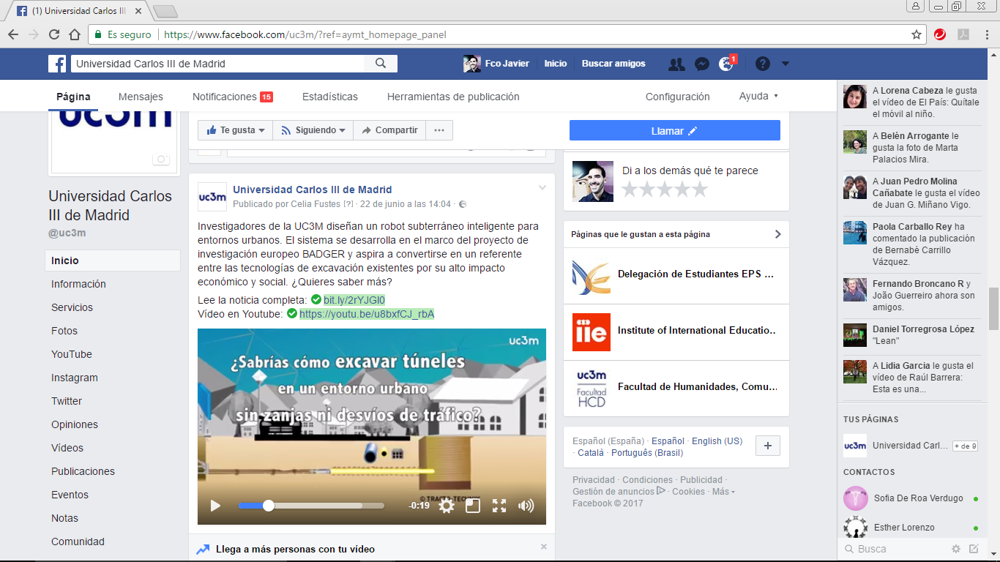 (1) Universidad Carlos III
Es seguro
https://www.facebook.com/uc3m/?ref=aymt_homepage_panel
Universidad Carlos III de Madrid
Fco Javier
Inicio
Buscar amigos
1
Página
Mensajes
Notificaciones 15
Estadísticas
Herramientas de publicación
Configuración
Ayuda
uc3m
Universidad Carlos
III de Madrid
@uc3m
Inicio
Información
Servicios
Fotos
YouTube
Instagram
Twitter
Opiniones
Vídeos
Publicaciones
Eventos
Notas
Comunidad
Te gusta
Siguiendo
Compartir
Llamar
uc3m
Universidad Carlos III de Madrid
Publicado por Celia Fustes [?] · 22 de junio a las 14:04 ·
Investigadores de la UC3M diseñan un robot subterráneo inteligente para
entornos urbanos. El sistema se desarrolla en el marco del proyecto de
investigación europeo BADGER y aspira a convertirse en un referente
entre las tecnologías de excavación existentes por su alto impacto
económico y social. ¿Quieres saber más?
Lee la noticia completa: bit.ly/2rYJGl0
Vídeo en Youtube: https://youtu.be/u8bxfCJ_rbA
uc3m
¿Sabrías cómo excavar túneles
en un entorno urbano
sin zanjas ni desvíos de tráfico?
© TRACTO-TECHNIK
-0:19
Llega a más personas con tu vídeo
Di a los demás qué te parece
Páginas que le gustan a esta página
Delegación de Estudiantes EPS ...
iie
Institute of International Educatio...
uc3m
Facultad
HCD
Facultad de Humanidades, Comu...
Español (España) · Español · English (US)
· Català · Português (Brasil)
Privacidad · Condiciones · Publicidad ·
Gestión de anuncios · Cookies · Más
Facebook © 2017
A Lorena Cabeza le gusta
el vídeo de El País: Quítale
el móvil al niño.
A Belén Arrogante le
gusta la foto de Marta
Palacios Mira.
A Juan Pedro Molina
Cañabate le gusta el vídeo
de Juan G. Miñano Vigo.
Paola Carballo Rey ha
comentado la publicación
de Bernabé Carrillo
Vázquez.
Fernando Broncano R y
João Guerreiro ahora son
amigos.
Daniel Torregrosa López
"Lean"
A Lidia Garcia le gusta el
vídeo de Raúl Barrera:
Esta es una...
TUS PÁGINAS
uc3m
Universidad Carl...
+ de 9
CONTACTOS
Sofia De Roa Verdugo
Esther Lorenzo
Busca